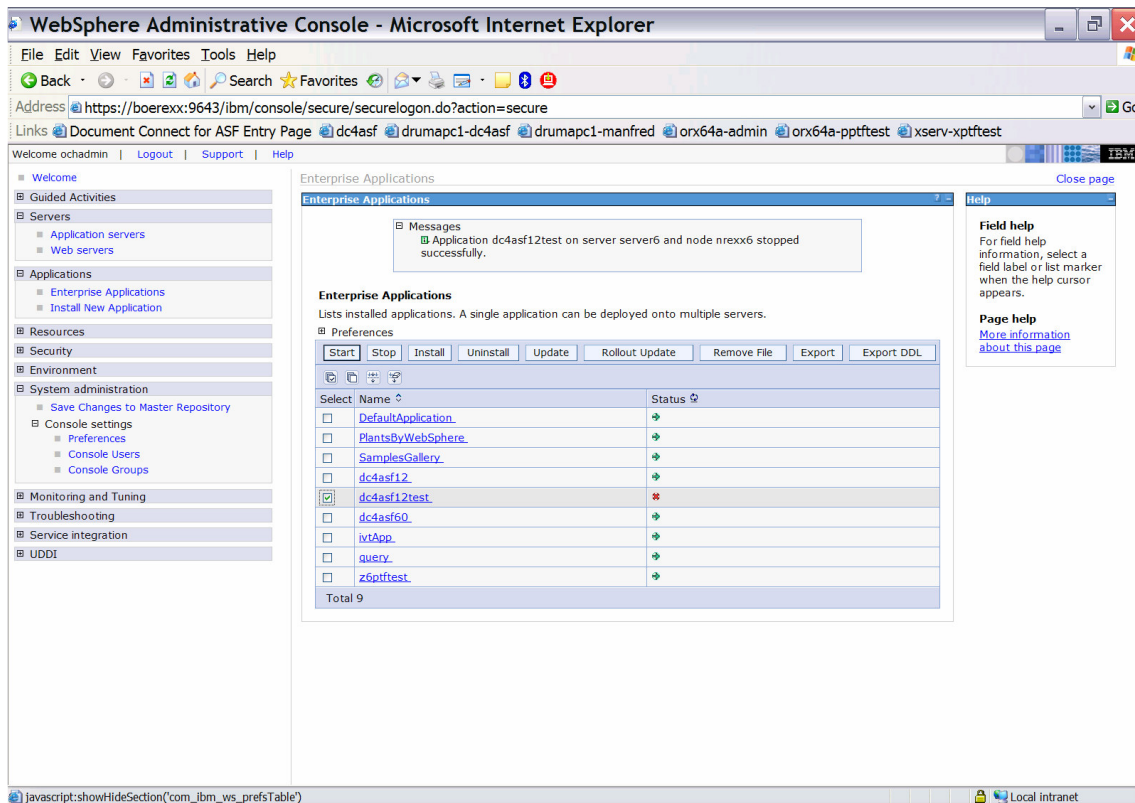 WebSphere Administrative Console - Microsoft Internet Explorer
File Edit View Favorites Tools Help
Back Search Favorites
Address https://boerexx:9643/ibm/console/secure/securelogon.do?action=secure Go
Links Document Connect for ASF Entry Page dc4asf drumapc1-dc4asf drumapc1-manfred orx64a-admin orx64a-pptftest xserv-xptftest
Welcome ochadmin | Logout | Support | Help IBM
Welcome
Guided Activities
Servers
Application servers
Web servers
Applications
Enterprise Applications
Install New Application
Resources
Security
Environment
System administration
Save Changes to Master Repository
Console settings
Preferences
Console Users
Console Groups
Monitoring and Tuning
Troubleshooting
Service integration
UDDI
Enterprise Applications Close page
Enterprise Applications ? -
Messages
Application dc4asf12test on server server6 and node nrexx6 stopped
successfully.
Enterprise Applications
Lists installed applications. A single application can be deployed onto multiple servers.
Preferences
Start Stop Install Uninstall Update Rollout Update Remove File Export Export DDL
Select Name Status
DefaultApplication
PlantsByWebSphere
SamplesGallery
dc4asf12
dc4asf12test
dc4asf60
ivtApp
query
z6ptftest
Total 9
Help -
Field help
For field help
information, select a
field label or list marker
when the help cursor
appears.
Page help
More information
about this page
javascript:showHideSection('com_ibm_ws_prefsTable') Local intranet